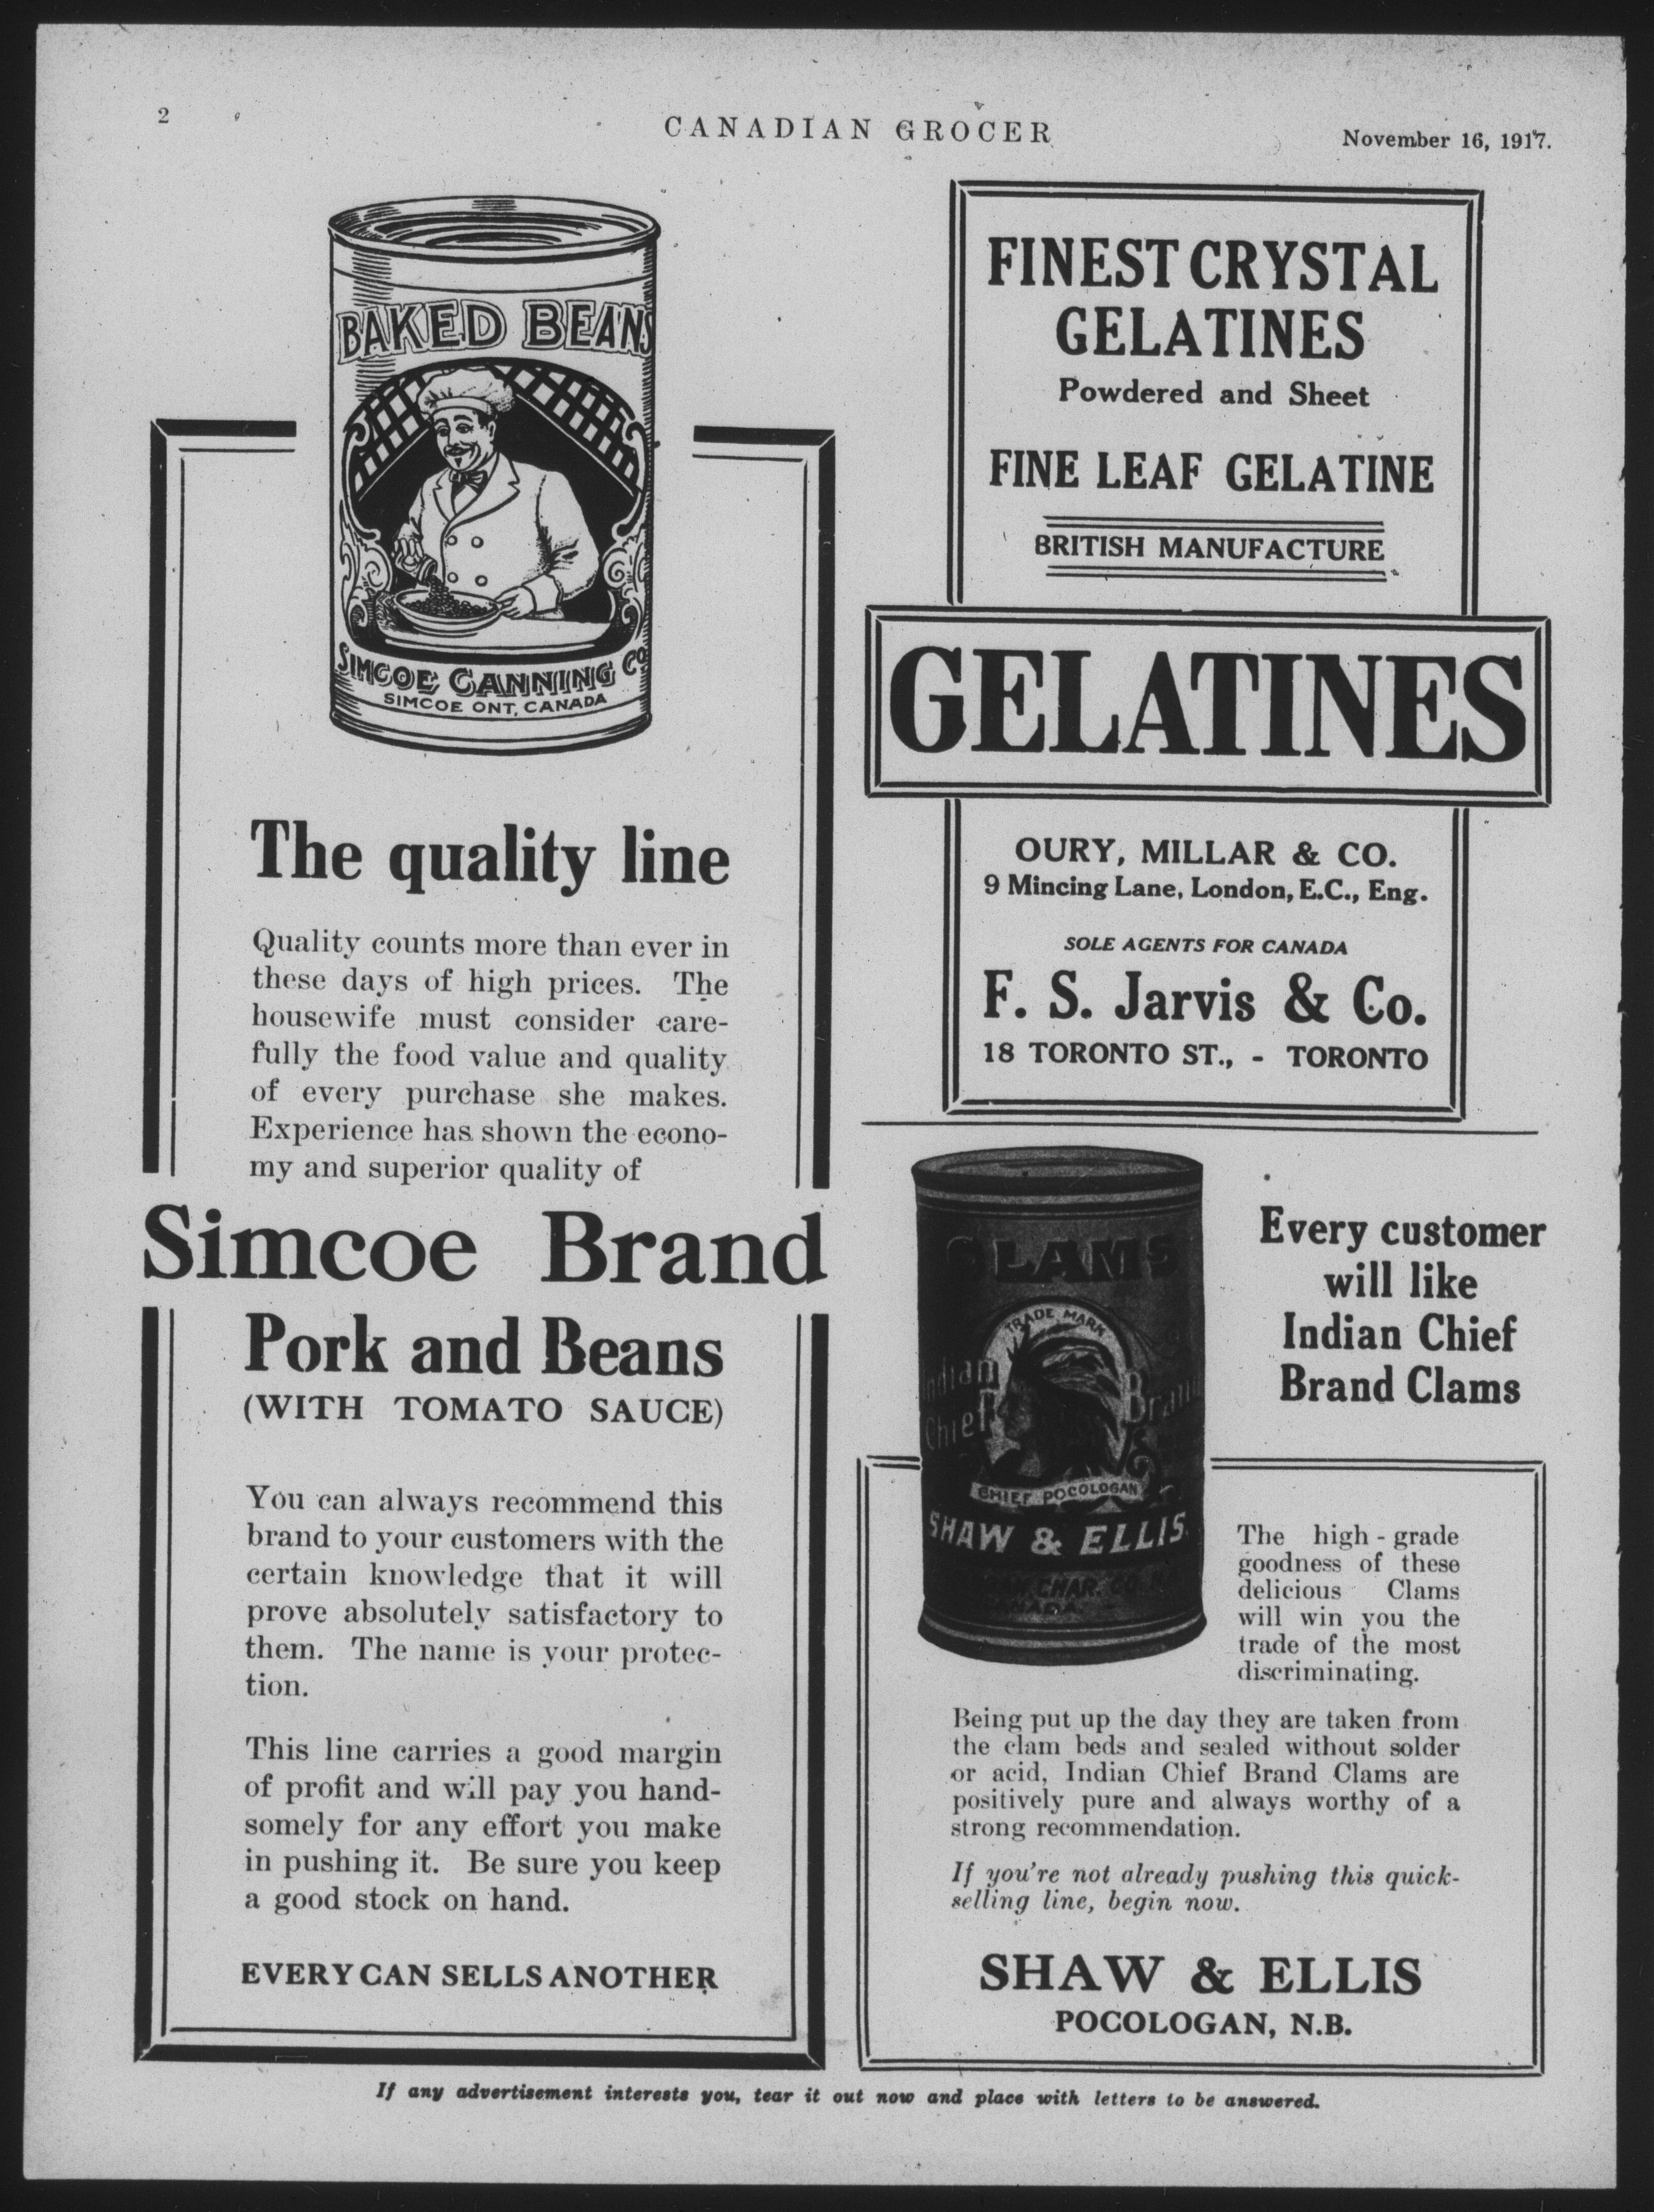 2
CANADIAN GROCER
November 16, 1917.
BAKED BEANS
SIMCOE CANNING CO
SIMCOE ONT, CANADA
The quality line
Quality counts more than ever in
these days of high prices. The
housewife must consider care-
fully the food value and quality
of every purchase she makes.
Experience has shown the econo-
my and superior quality of
Simcoe Brand
Pork and Beans
(WITH TOMATO SAUCE)
You can always recommend this
brand to your customers with the
certain knowledge that it will
prove absolutely satisfactory to
them. The name is your protec-
tion.
This line carries a good margin
of profit and will pay you hand-
somely for any effort you make
in pushing it. Be sure you keep
a good stock on hand.
EVERY CAN SELLS ANOTHER
FINEST CRYSTAL
GELATINES
Powdered and Sheet
FINE LEAF GELATINE
BRITISH MANUFACTURE
GELATINES
OURY, MILLAR & CO.
9 Mincing Lane, London, E.C., Eng.
SOLE AGENTS FOR CANADA
F. S. Jarvis & Co.
18 TORONTO ST., - TORONTO
CLAMS
TRADE MARK
Indian
Chief
Brand
CHIEF POCOLOGAN
SHAW & ELLIS
CHAR. CO.
CANADA
Every customer
will like
Indian Chief
Brand Clams
The high-grade
goodness of these
delicious Clams
will win you the
trade of the most
discriminating.
Being put up the day they are taken from
the clam beds and sealed without solder
or acid, Indian Chief Brand Clams are
positively pure and always worthy of a
strong recommendation.
If you're not already pushing this quick-
selling line, begin now.
SHAW & ELLIS
POCOLOGAN, N.B.
If any advertisement interests you, tear it out now and place with letters to be answered.